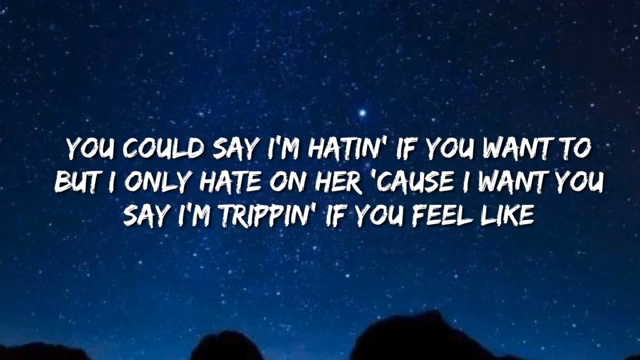 YOU COULD SAY I'M HATIN' IF YOU WANT TO
BUT I ONLY HATE ON HER 'CAUSE I WANT YOU
SAY I'M TRIPPIN' IF YOU FEEL LIKE